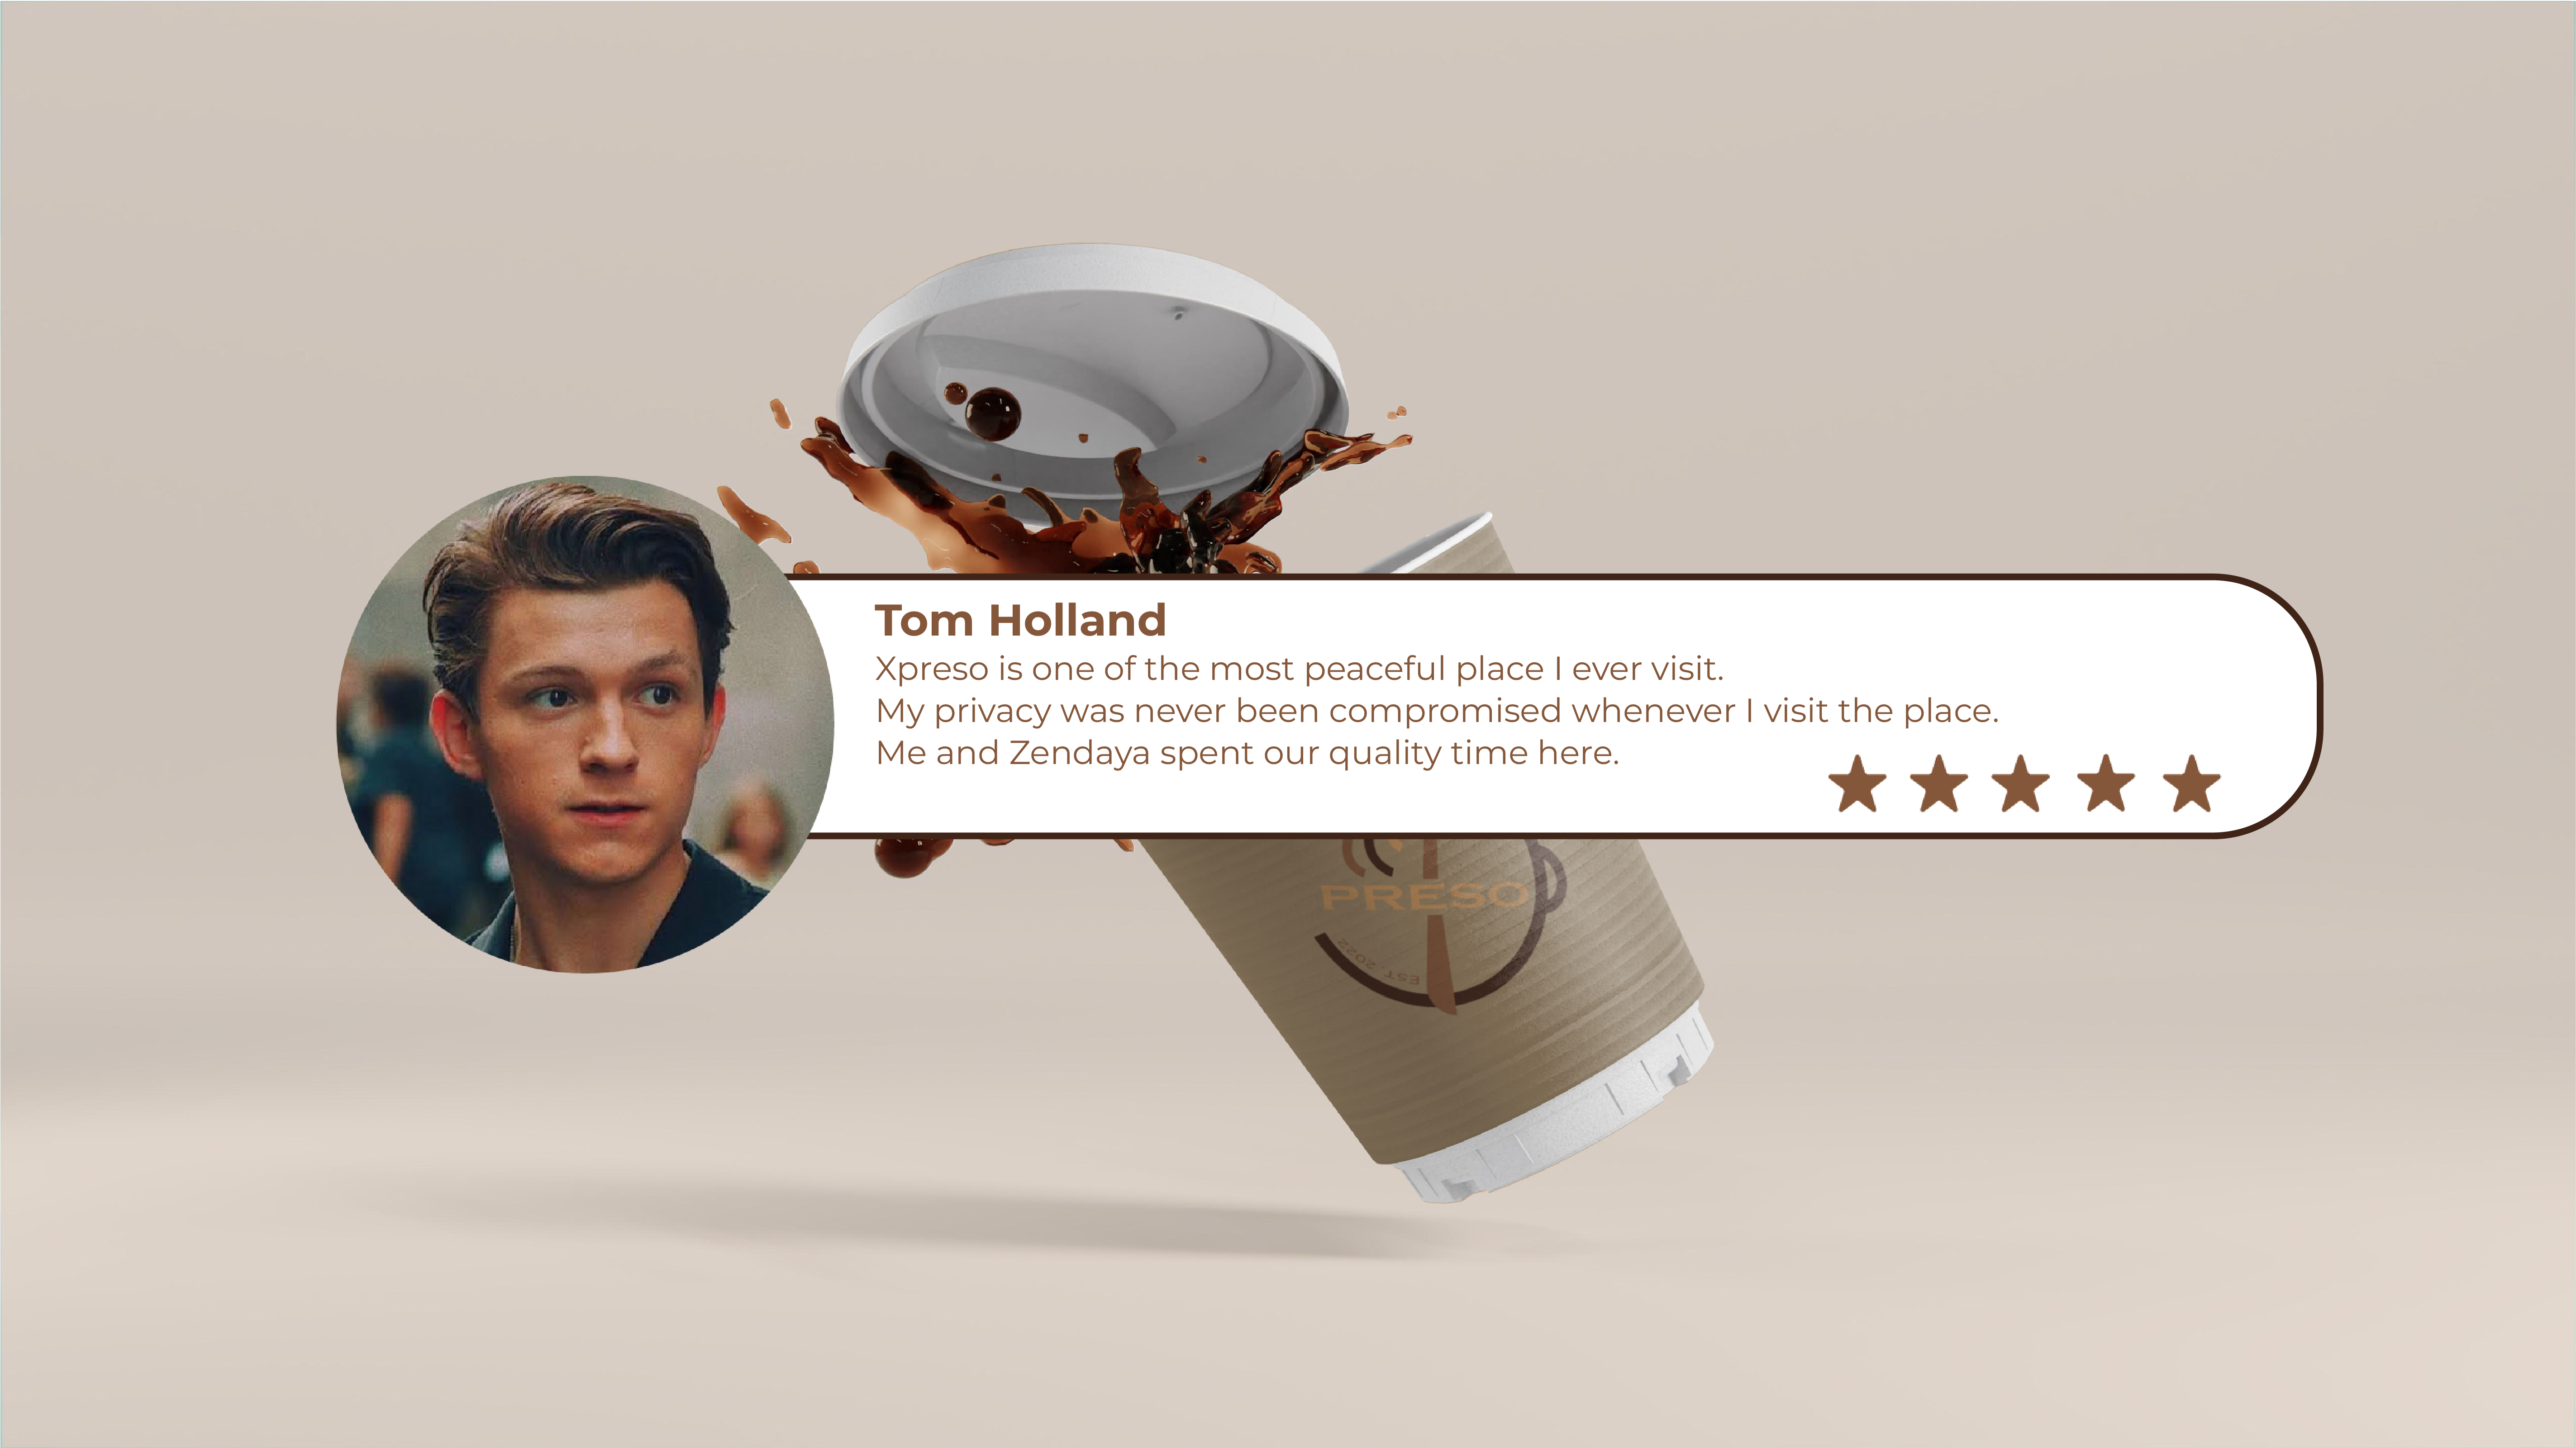 Tom Holland
Xpreso is one of the most peaceful place I ever visit.
My privacy was never been compromised whenever I visit the place.
Me and Zendaya spent our quality time here.
PRESO
EST. 2022